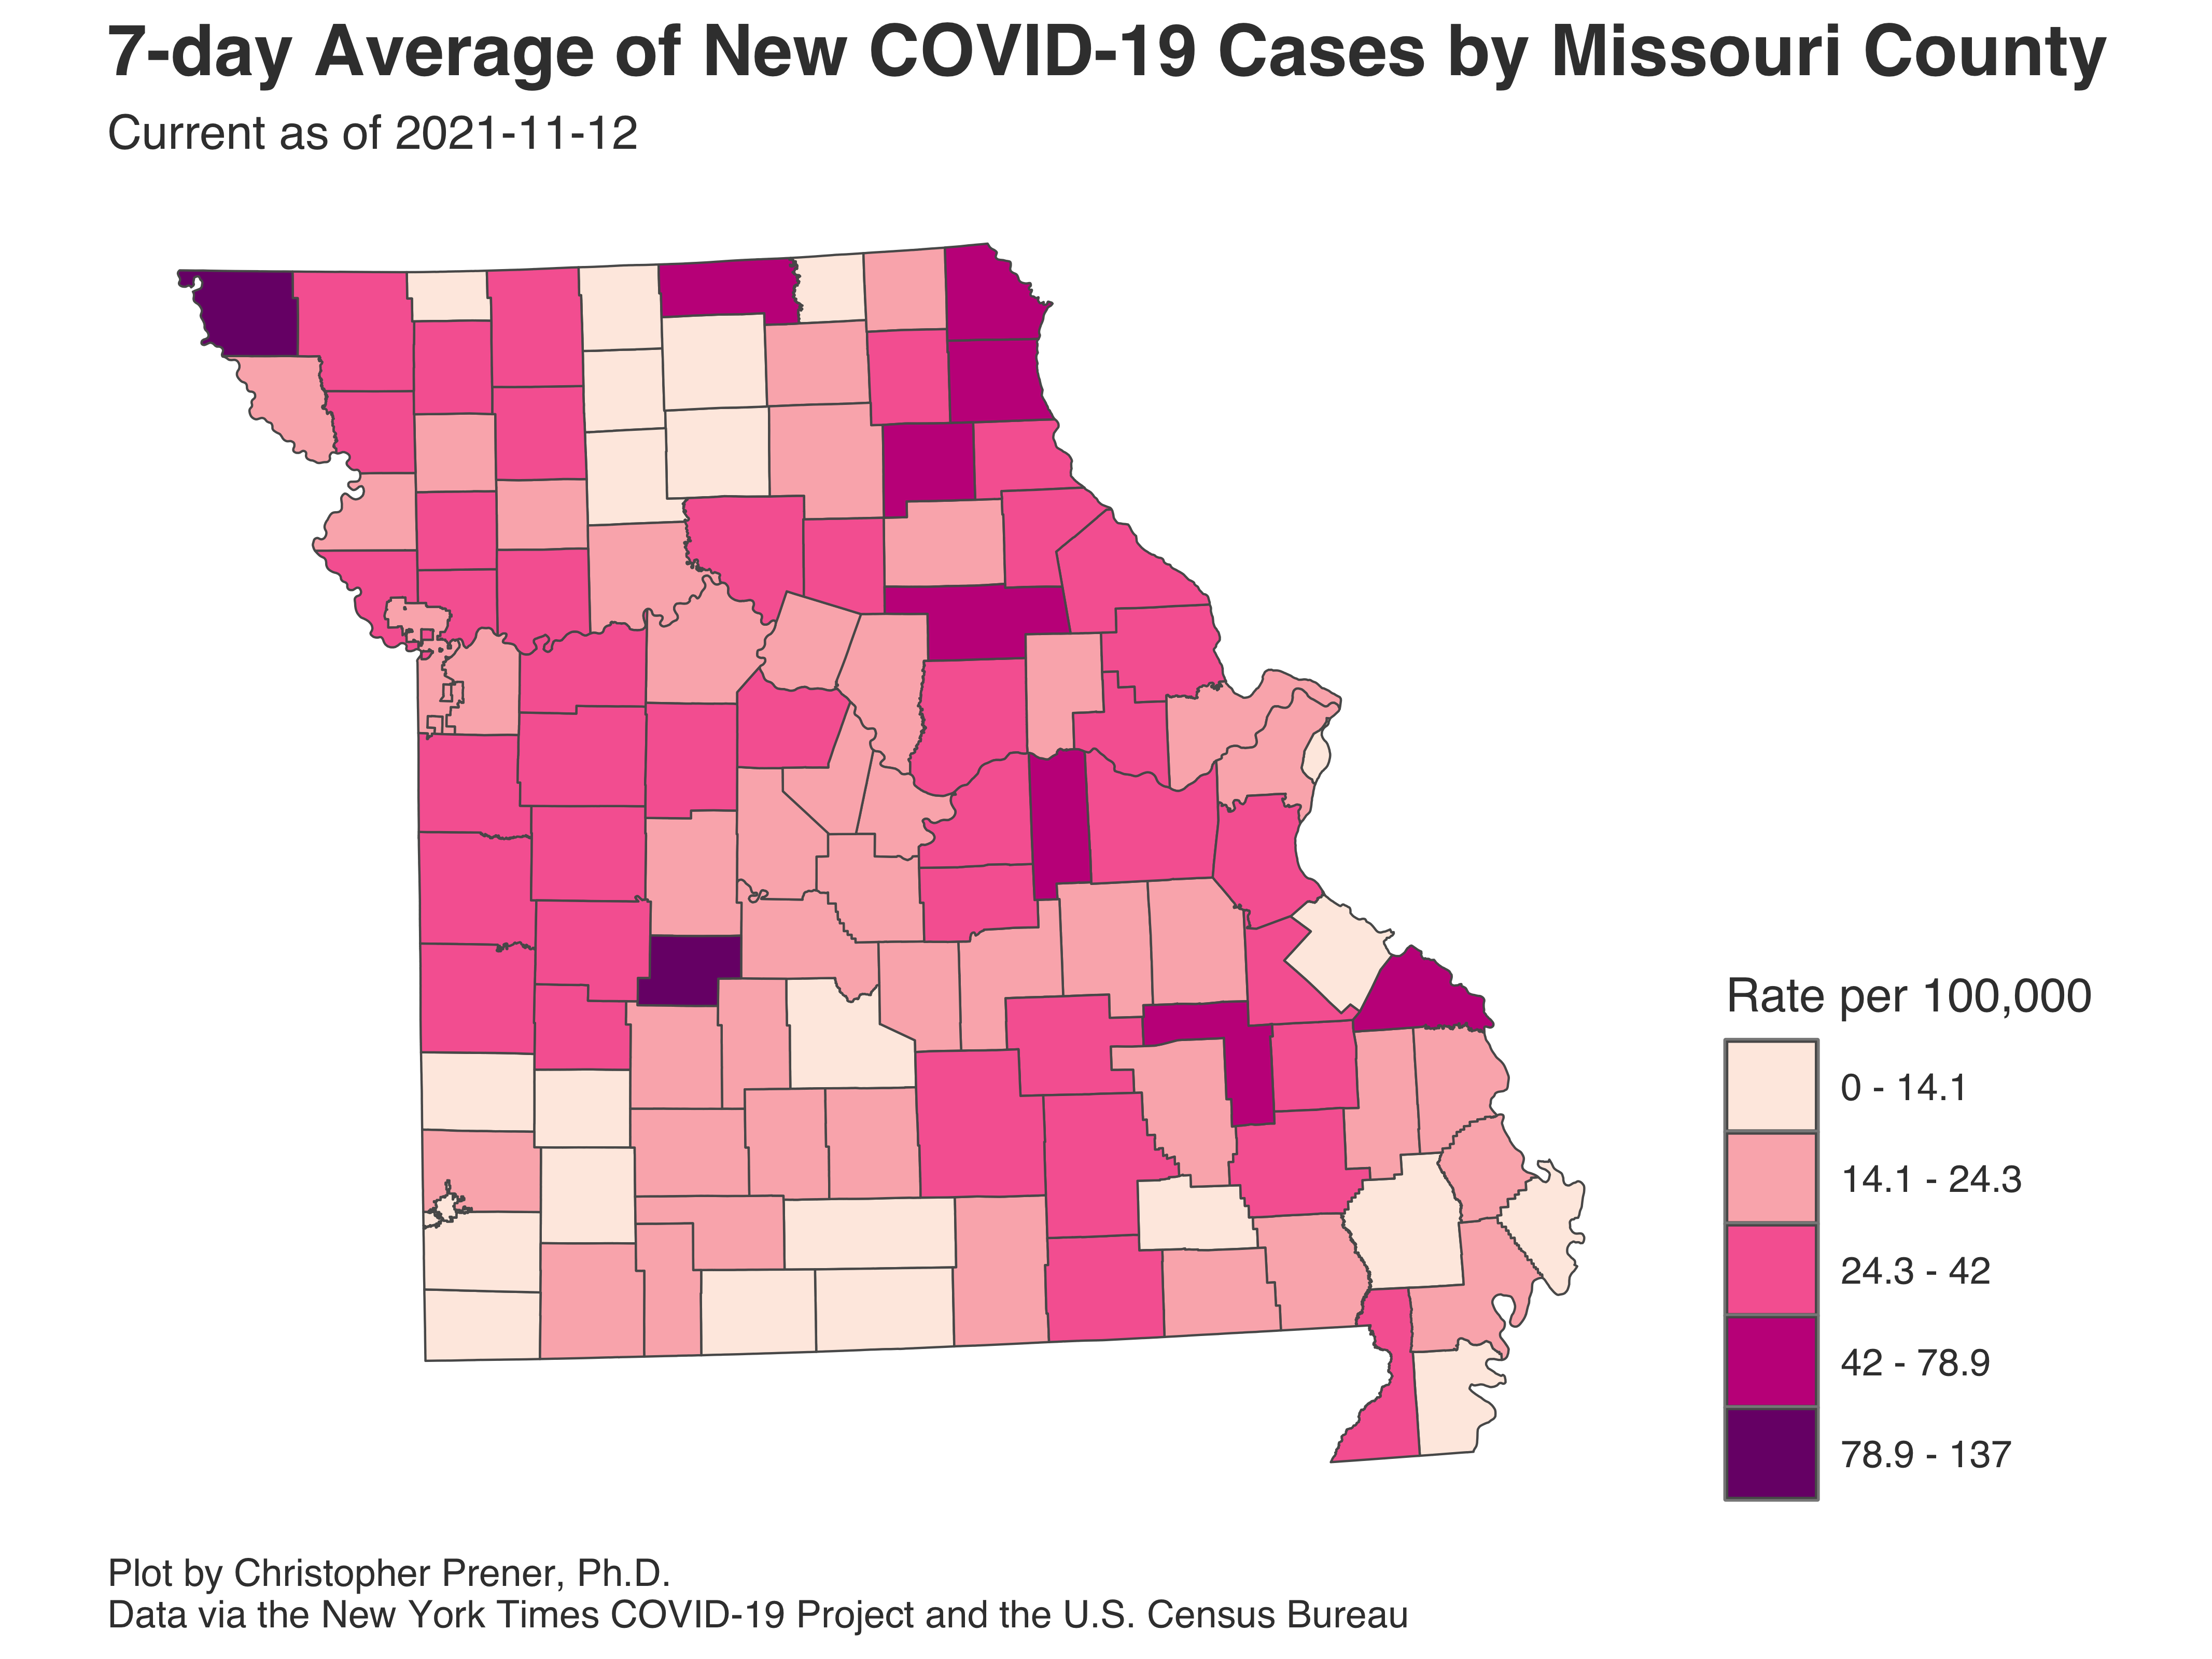 7-day Average of New COVID-19 Cases by Missouri County
Current as of 2021-11-12
Rate per 100,000
0 - 14.1
14.1 - 24.3
24.3 - 42
42 - 78.9
78.9 - 137
Plot by Christopher Prener, Ph.D.
Data via the New York Times COVID-19 Project and the U.S. Census Bureau